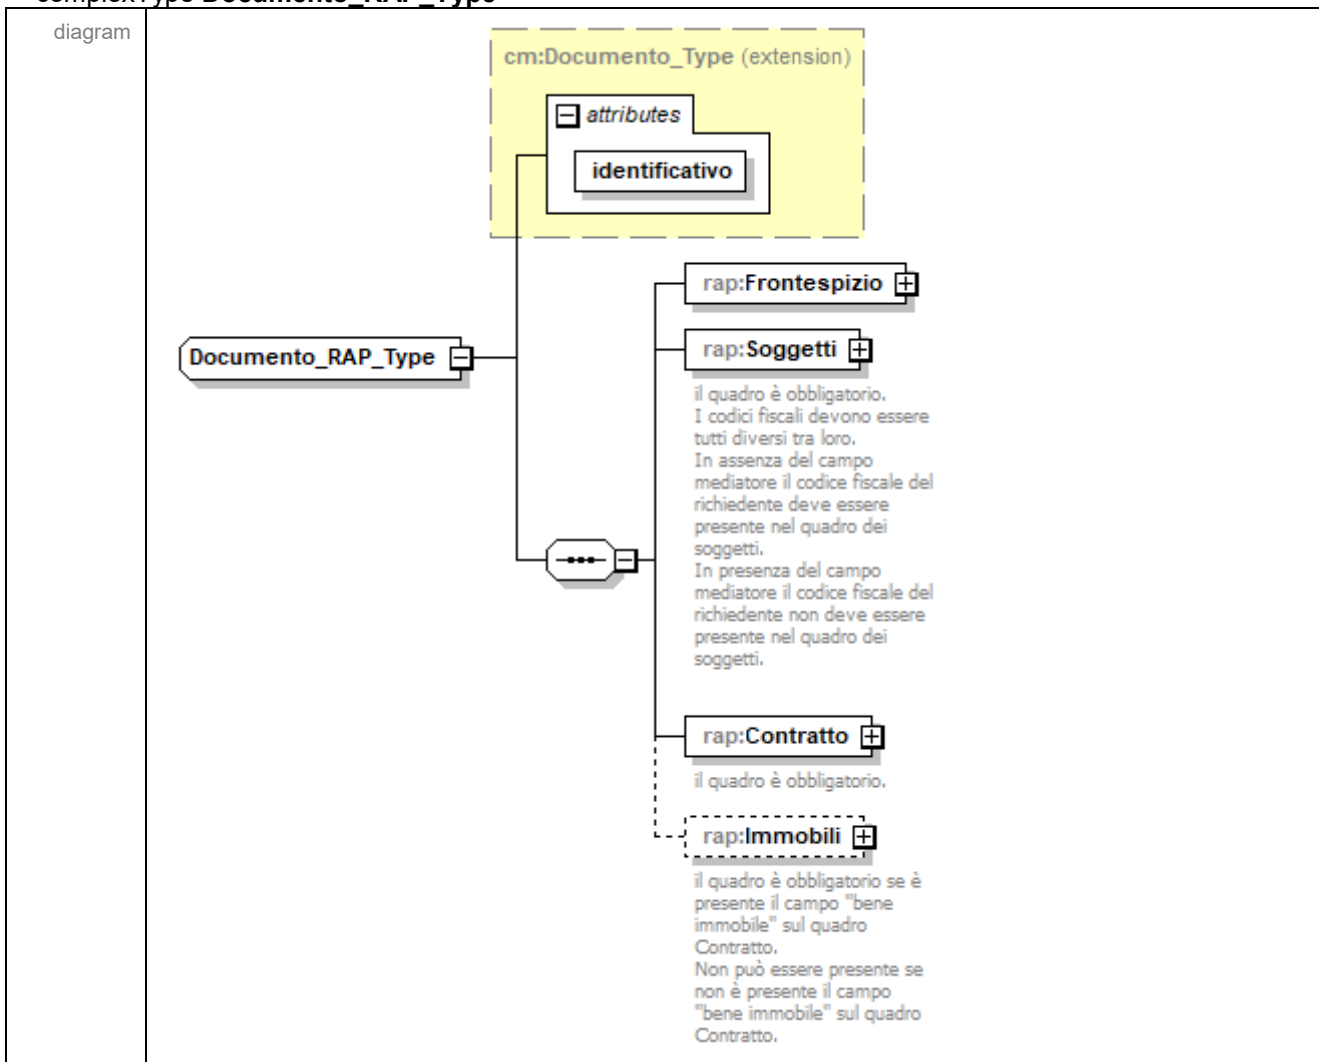 complexType Documento_RAP_Type
diagram
cm:Documento_Type (extension)
attributes
identificativo
rap:Frontespizio
rap:Soggetti
Documento_RAP_Type
il quadro è obbligatorio.
I codici fiscali devono essere
tutti diversi tra loro.
In assenza del campo
mediatore il codice fiscale del
richiedente deve essere
presente nel quadro dei
soggetti.
In presenza del campo
mediatore il codice fiscale del
richiedente non deve essere
presente nel quadro dei
soggetti.
rap:Contratto
il quadro è obbligatorio.
rap:Immobili
il quadro è obbligatorio se è
presente il campo "bene
immobile" sul quadro
Contratto.
Non può essere presente se
non è presente il campo
"bene immobile" sul quadro
Contratto.